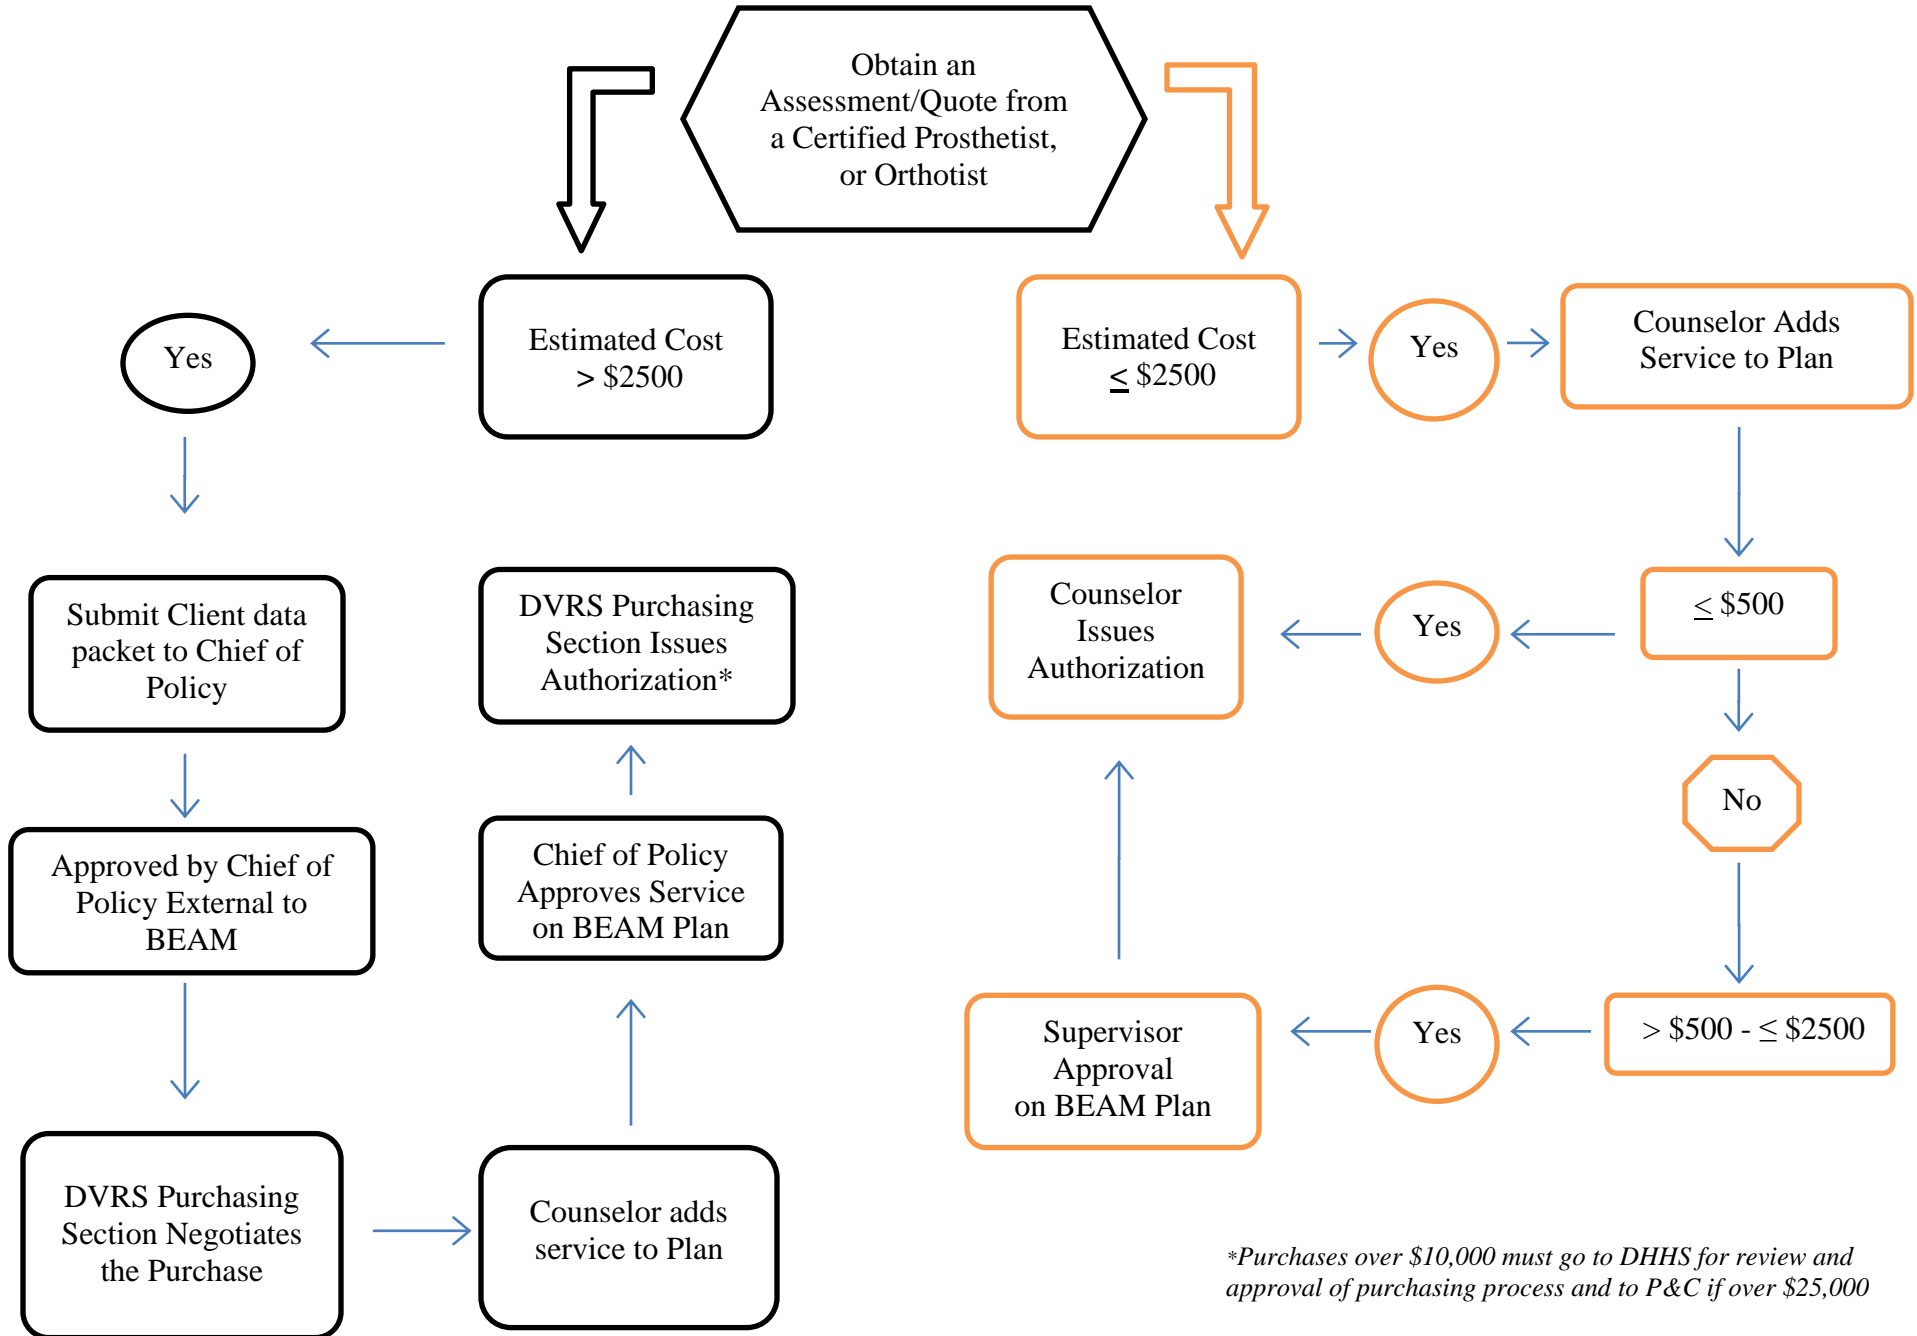 Obtain an
Assessment/Quote from
a Certified Prosthetist,
or Orthotist
Yes
Estimated Cost
> $2500
Estimated Cost
≤ $2500
Yes
Counselor Adds
Service to Plan
Submit Client data
packet to Chief of
Policy
DVRS Purchasing
Section Issues
Authorization*
Counselor
Issues
Authorization
Yes
≤ $500
No
Approved by Chief of
Policy External to
BEAM
Chief of Policy
Approves Service
on BEAM Plan
Supervisor
Approval
on BEAM Plan
Yes
> $500 - ≤ $2500
DVRS Purchasing
Section Negotiates
the Purchase
Counselor adds
service to Plan
*Purchases over $10,000 must go to DHHS for review and
approval of purchasing process and to P&C if over $25,000